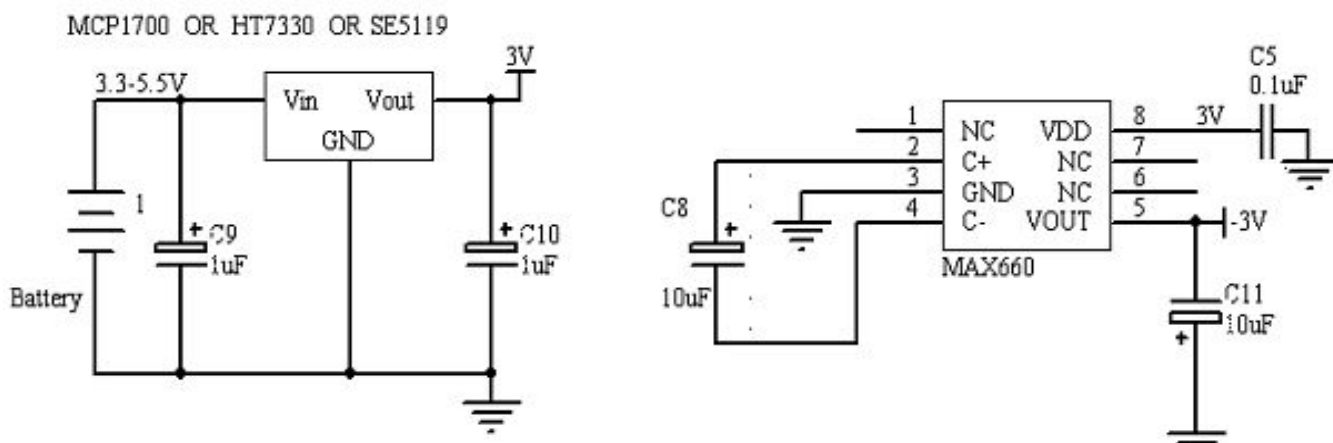 MCP1700 OR HT7330 OR SE5119
3.3-5.5V
Vin
Vout
GND
3V
1
Battery
+
C9
1uF
+
C10
1uF
C5
0.1uF
1
NC
VDD
8
3V
2
C+
NC
7
3
GND
NC
6
4
C-
VOUT
5
-3V
MAX660
C8
+
10uF
C11
10uF
+